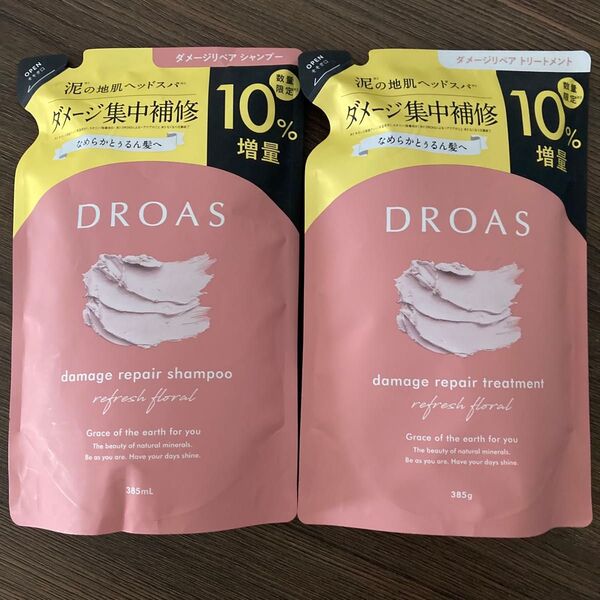 OPEN
ダメージリペア シャンプー
泥の地肌ヘッドスパ
ダメージ集中補修
なめらかとぅるん髪へ
数量
限定
10%
増量
DROAS
damage repair shampoo
refresh floral
Grace of the earth for you
The beauty of natural minerals.
Be as you are. Have your days shine.
385mL
OPEN
ダメージリペア トリートメント
泥の地肌ヘッドスパ
ダメージ集中補修
なめらかとぅるん髪へ
数量
限定
10%
増量
DROAS
damage repair treatment
refresh floral
Grace of the earth for you
The beauty of natural minerals.
Be as you are. Have your days shine.
385g